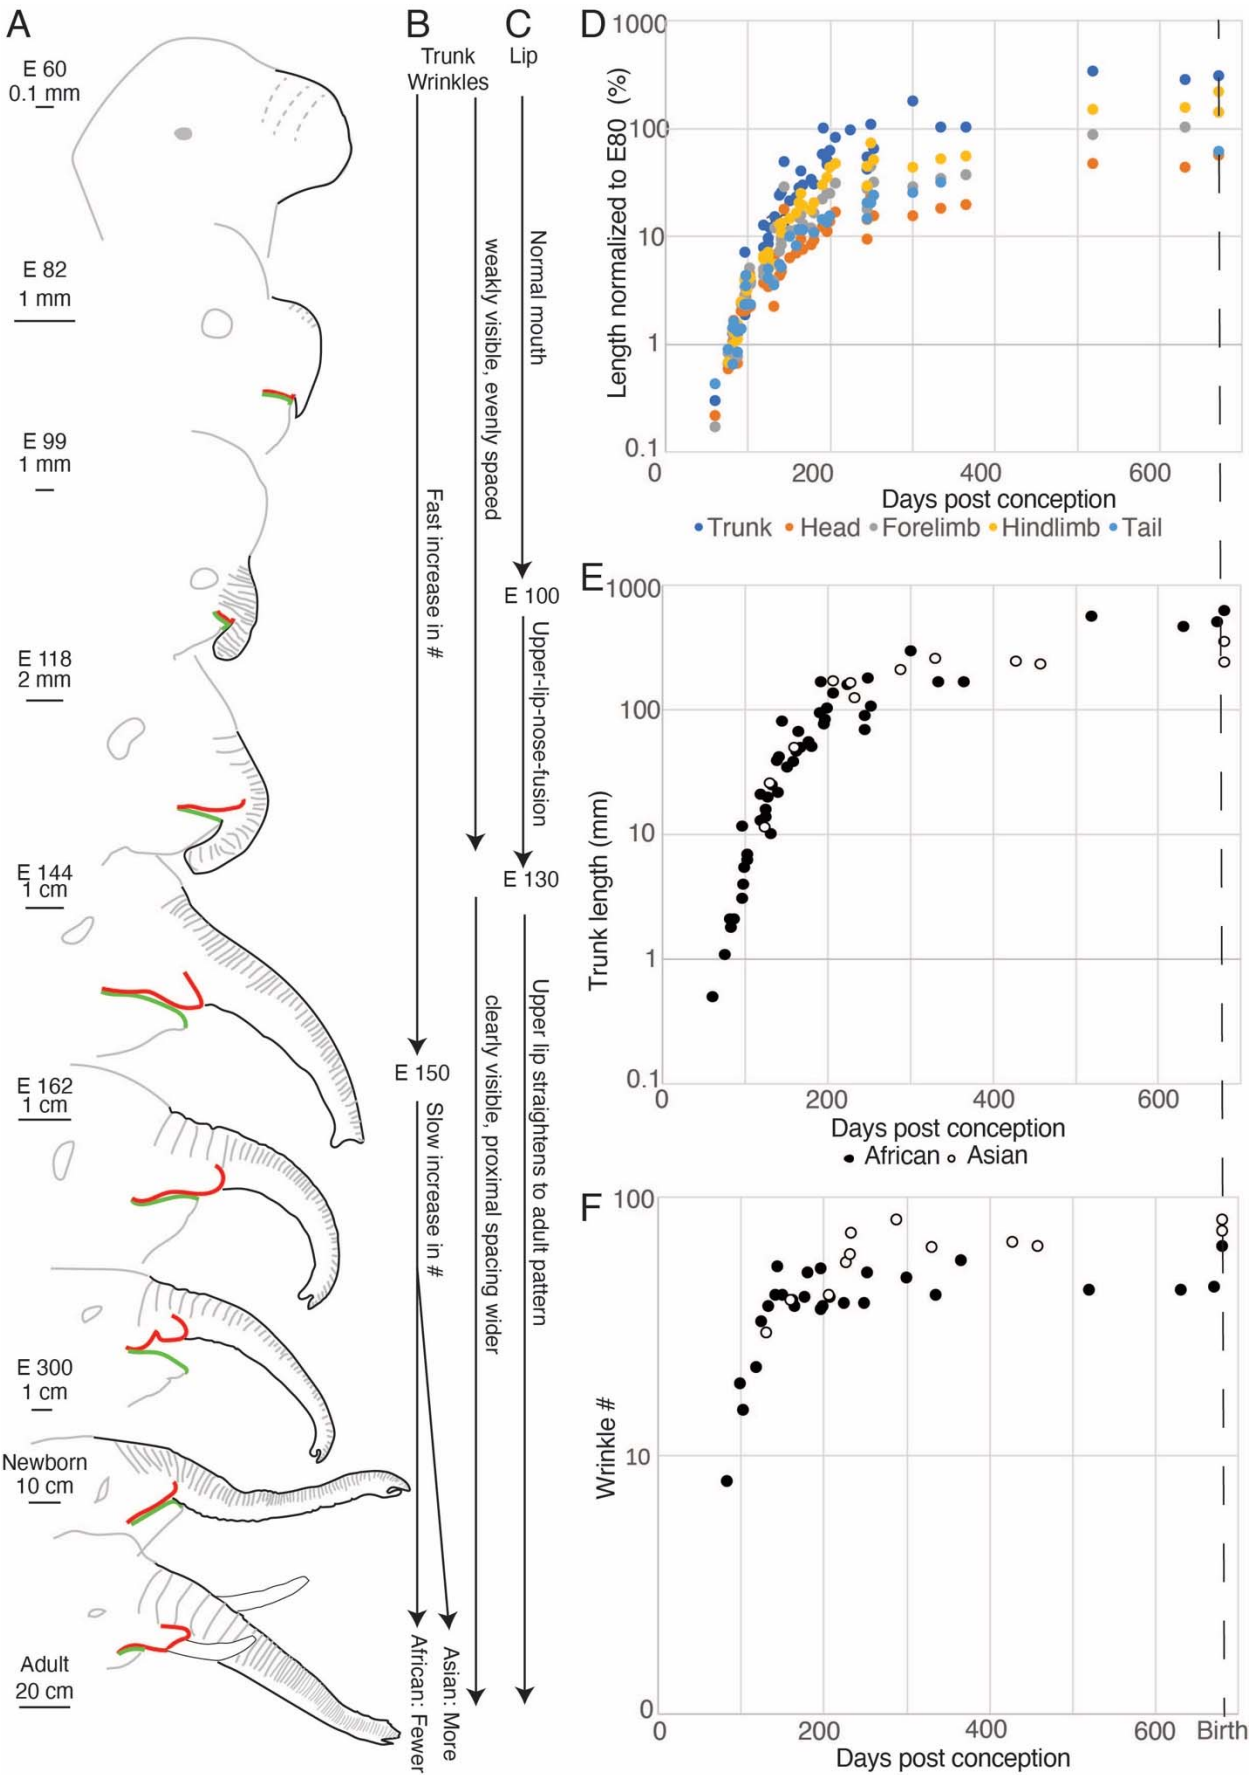 A
E 60
0.1 mm
E 82
1 mm
E 99
1 mm
E 118
2 mm
E 144
1 cm
E 162
1 cm
E 300
1 cm
Newborn
10 cm
Adult
20 cm
B
Trunk
Wrinkles
Fast increase in #
E 150
Slow increase in #
African: Fewer
Asian: More
weakly visible, evenly spaced
clearly visible, proximal spacing wider
C
Lip
Normal mouth
E 100
Upper-lip-nose-fusion
E 130
Upper lip straightens to adult pattern
D
Length normalized to E80 (%)
1000
100
10
1
0.1
0
200
400
600
Days post conception
Trunk Head Forelimb Hindlimb Tail
E
Trunk length (mm)
1000
100
10
1
0.1
0
200
400
600
Days post conception
African Asian
F
Wrinkle #
100
10
0
0
200
400
600
Birth
Days post conception